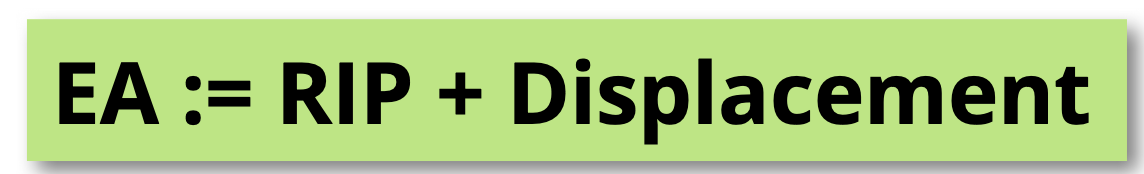 EA := RIP + Displacement